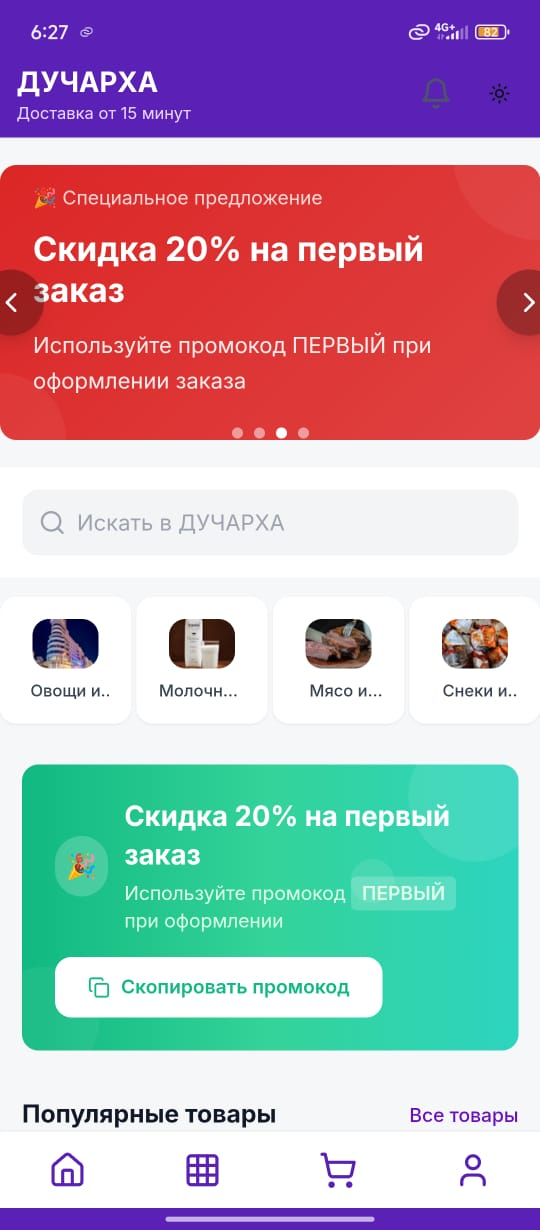 6:27
4G+
82
ДУЧАРХА
Доставка от 15 минут
🎉 Специальное предложение
Скидка 20% на первый
заказ
Используйте промокод ПЕРВЫЙ при
оформлении заказа
Искать в ДУЧАРХА
Овощи и..
Молочн...
Мясо и...
Снеки и..
Скидка 20% на первый
заказ
Используйте промокод ПЕРВЫЙ
при оформлении
Скопировать промокод
Популярные товары
Все товары